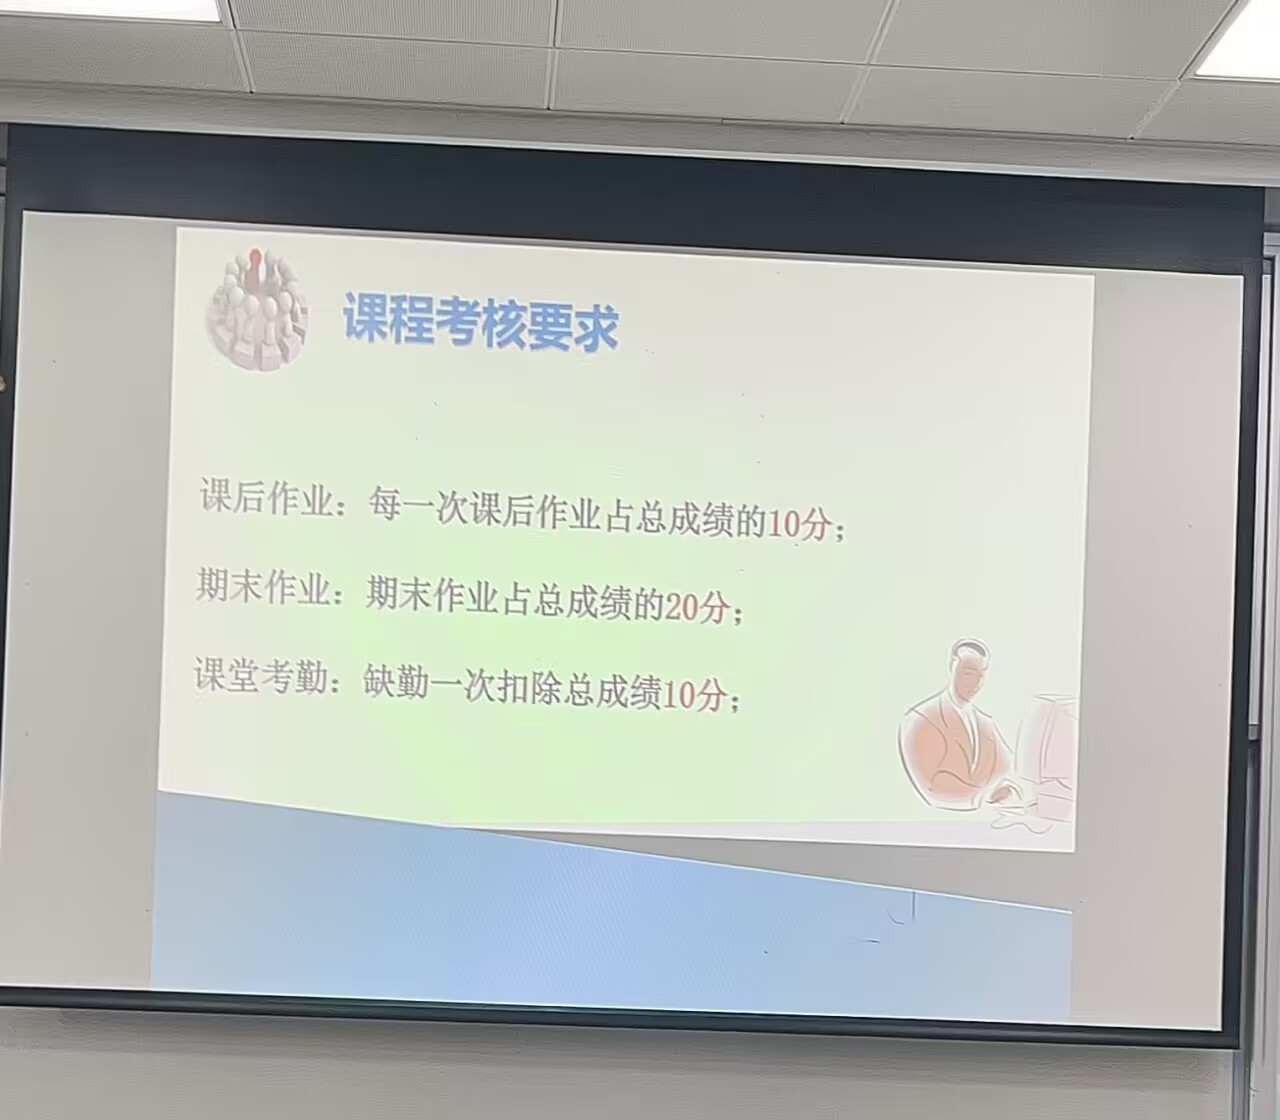 课程考核要求
课后作业：每一次课后作业占总成绩的10分；
期末作业：期末作业占总成绩的20分；
课堂考勤：缺勤一次扣除总成绩10分；